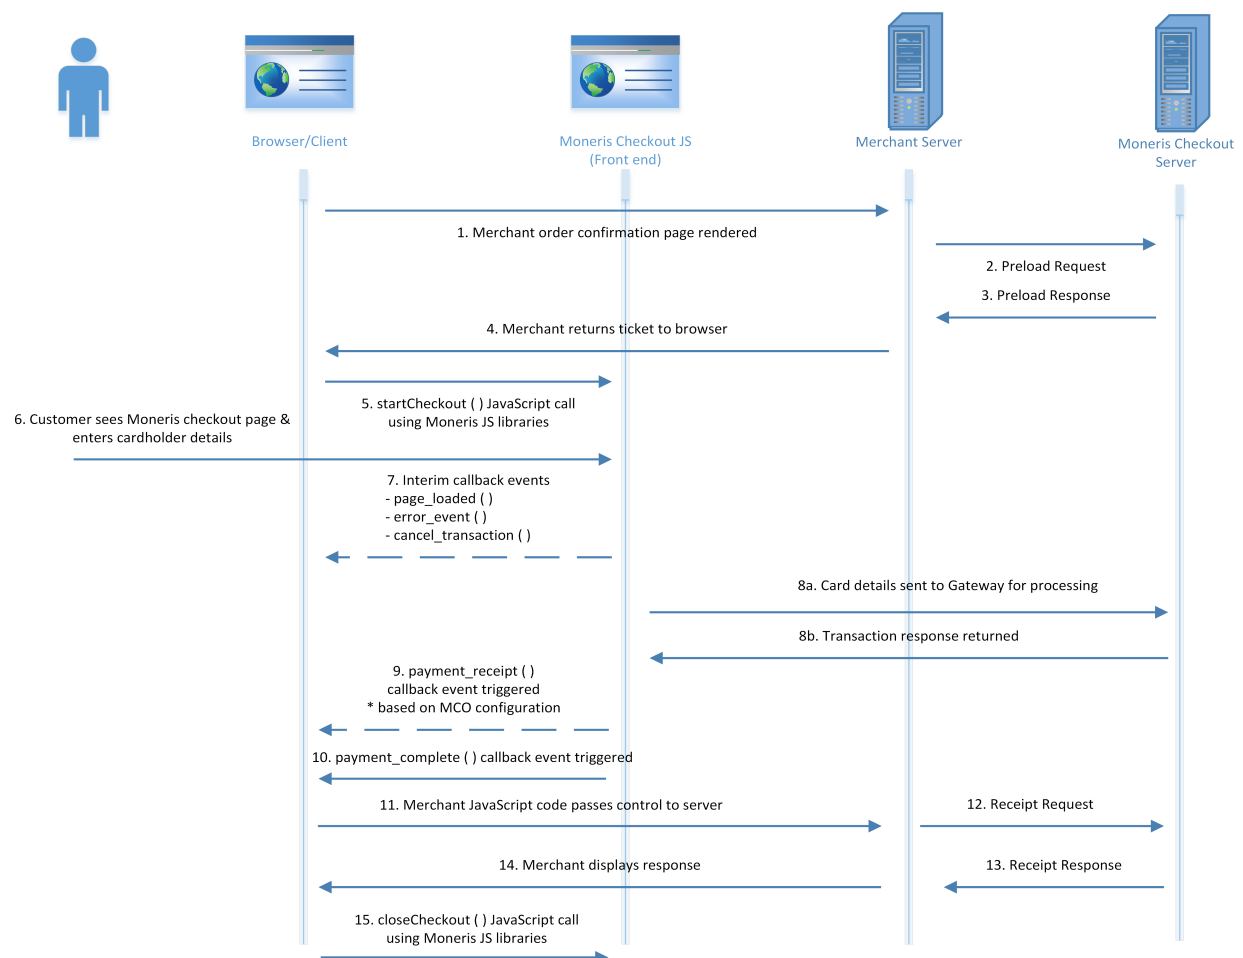 Browser/Client
Moneris Checkout JS
(Front end)
Merchant Server
Moneris Checkout
Server
1. Merchant order confirmation page rendered
2. Preload Request
3. Preload Response
4. Merchant returns ticket to browser
5. startCheckout ( ) JavaScript call
using Moneris JS libraries
6. Customer sees Moneris checkout page &
enters cardholder details
7. Interim callback events
- page_loaded ( )
- error_event ( )
- cancel_transaction ( )
8a. Card details sent to Gateway for processing
8b. Transaction response returned
9. payment_receipt ( )
callback event triggered
* based on MCO configuration
10. payment_complete ( ) callback event triggered
11. Merchant JavaScript code passes control to server
12. Receipt Request
13. Receipt Response
14. Merchant displays response
15. closeCheckout ( ) JavaScript call
using Moneris JS libraries